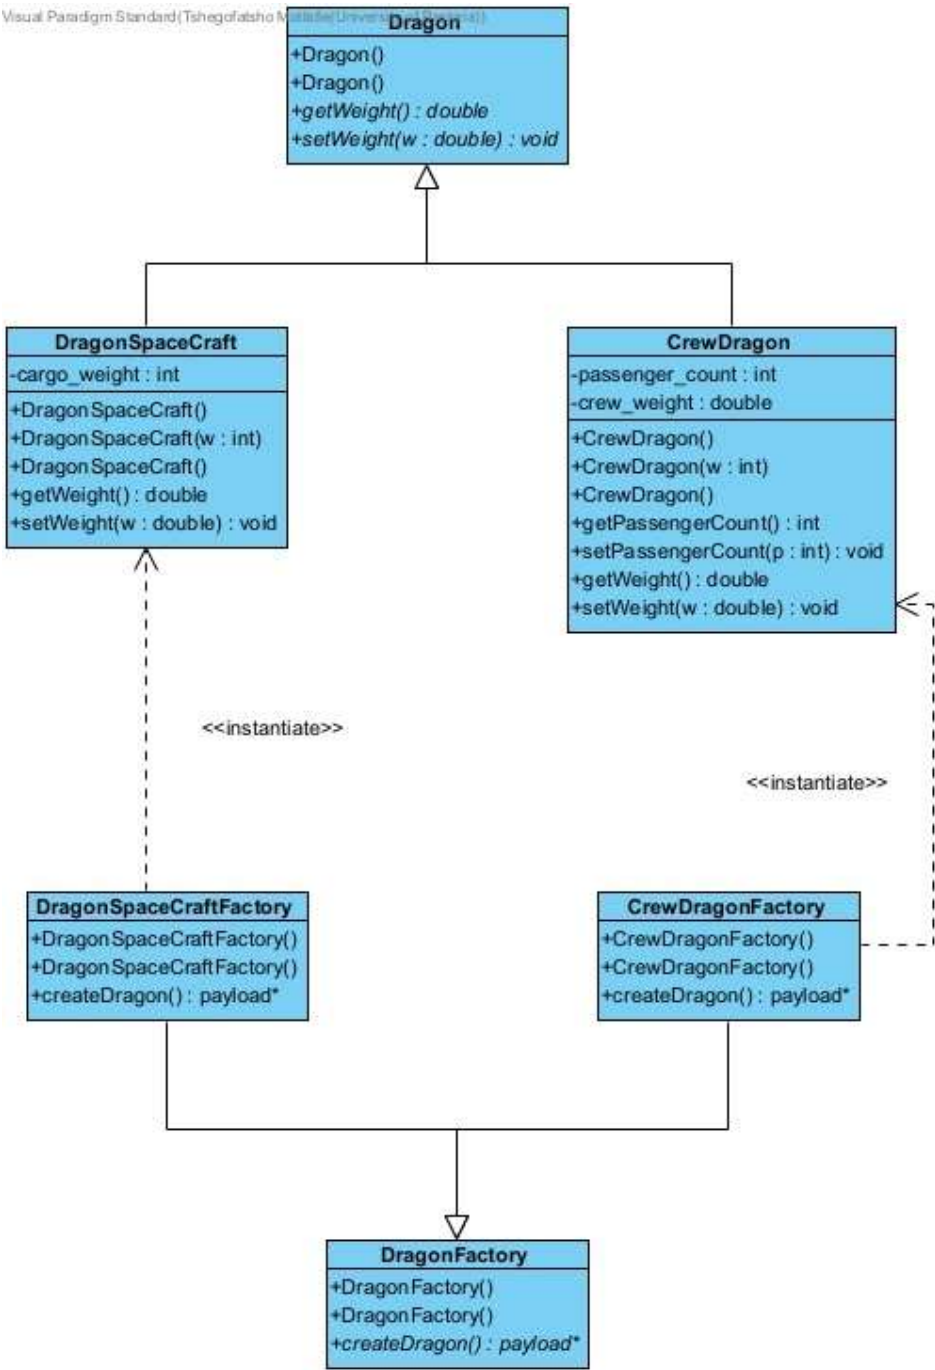 Visual Paradigm Standard(Tshegofatsho
Dragon
+Dragon()
+Dragon()
+getWeight() : double
+setWeight(w : double) : void
DragonSpaceCraft
-cargo_weight : int
+DragonSpaceCraft()
+DragonSpaceCraft(w : int)
+DragonSpaceCraft()
+getWeight() : double
+setWeight(w : double) : void
CrewDragon
-passenger_count : int
-crew_weight : double
+CrewDragon()
+CrewDragon(w : int)
+CrewDragon()
+getPassengerCount() : int
+setPassengerCount(p : int) : void
+getWeight() : double
+setWeight(w : double) : void
<<instantiate>>
<<instantiate>>
DragonSpaceCraftFactory
+DragonSpaceCraftFactory()
+DragonSpaceCraftFactory()
+createDragon() : payload*
CrewDragonFactory
+CrewDragonFactory()
+CrewDragonFactory()
+createDragon() : payload*
DragonFactory
+DragonFactory()
+DragonFactory()
+createDragon() : payload*